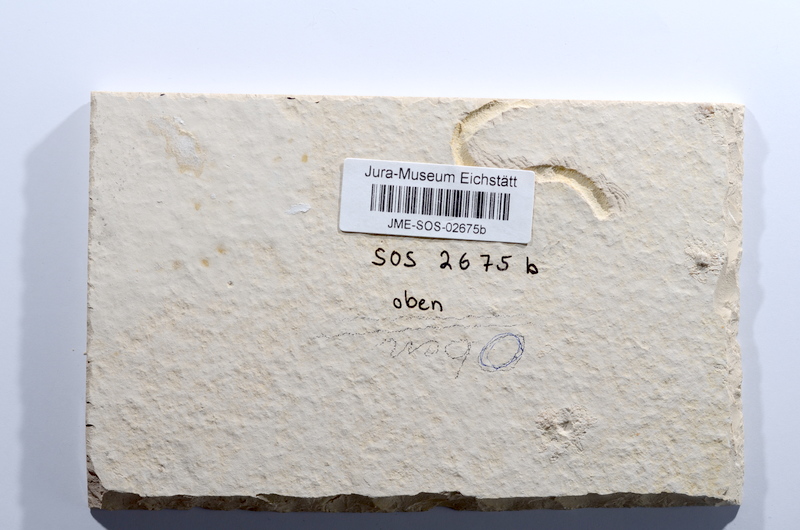 Jura-Museum Eichstätt
JME-SOS-02675b
SOS 2675 b
oben
Oben